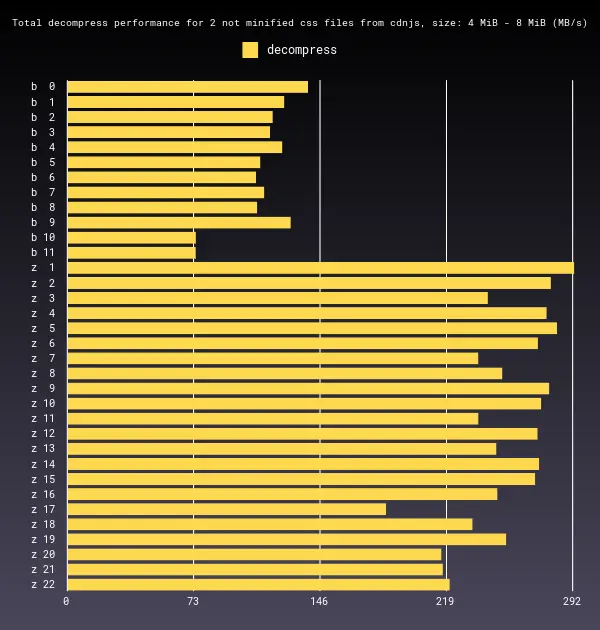 Total decompress performance for 2 not minified css files from cdnjs, size: 4 MiB - 8 MiB (MB/s)
decompress
b 0
b 1
b 2
b 3
b 4
b 5
b 6
b 7
b 8
b 9
b 10
b 11
z 1
z 2
z 3
z 4
z 5
z 6
z 7
z 8
z 9
z 10
z 11
z 12
z 13
z 14
z 15
z 16
z 17
z 18
z 19
z 20
z 21
z 22
0 73 146 219 292